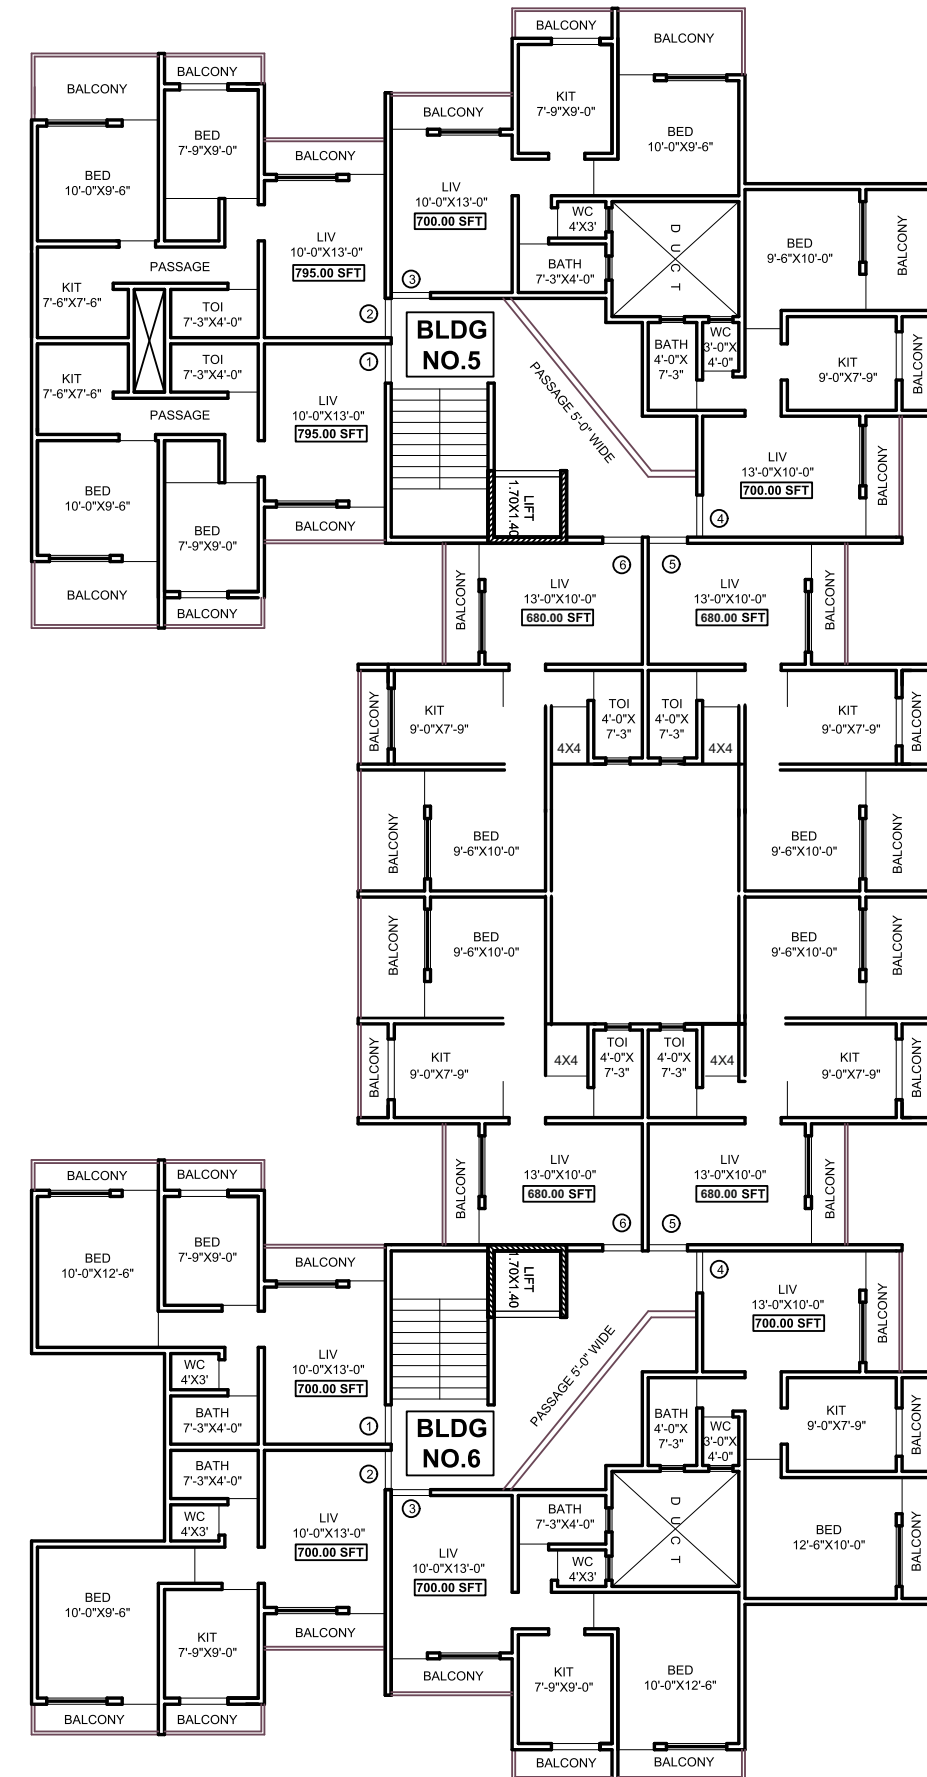 BALCONY
BALCONY
BALCONY
BALCONY
KIT
7'-9"X9'-0"
BED
10'-0"X9'-6"
BED
7'-9"X9'-0"
BALCONY
BALCONY
BED
10'-0"X9'-6"
LIV
10'-0"X13'-0"
700.00 SFT
WC
4'X3'
BATH
7'-3"X4'-0"
DUCT
BED
9'-6"X10'-0"
BALCONY
LIV
10'-0"X13'-0"
795.00 SFT
PASSAGE
KIT
7'-6"X7'-6"
TOI
7'-3"X4'-0"
3
2
BLDG
NO.5
1
TOI
7'-3"X4'-0"
KIT
7'-6"X7'-6"
PASSAGE
LIV
10'-0"X13'-0"
795.00 SFT
PASSAGE 5'-0" WIDE
BATH
4'-0"X
7'-3"
WC
3'-0"X
4'-0"
KIT
9'-0"X7'-9"
BALCONY
LIV
13'-0"X10'-0"
700.00 SFT
BALCONY
4
BED
10'-0"X9'-6"
BED
7'-9"X9'-0"
BALCONY
BALCONY
BALCONY
LIFT
1.70X1.40
6
5
BALCONY
LIV
13'-0"X10'-0"
680.00 SFT
LIV
13'-0"X10'-0"
680.00 SFT
BALCONY
BALCONY
KIT
9'-0"X7'-9"
4X4
TOI
4'-0"X
7'-3"
TOI
4'-0"X
7'-3"
4X4
KIT
9'-0"X7'-9"
BALCONY
BALCONY
BED
9'-6"X10'-0"
BED
9'-6"X10'-0"
BALCONY
BALCONY
BED
9'-6"X10'-0"
BED
9'-6"X10'-0"
BALCONY
BALCONY
KIT
9'-0"X7'-9"
4X4
TOI
4'-0"X
7'-3"
TOI
4'-0"X
7'-3"
4X4
KIT
9'-0"X7'-9"
BALCONY
BALCONY
LIV
13'-0"X10'-0"
680.00 SFT
LIV
13'-0"X10'-0"
680.00 SFT
BALCONY
6
5
BALCONY
BALCONY
BED
10'-0"X12'-6"
BED
7'-9"X9'-0"
BALCONY
LIFT
1.70X1.40
4
LIV
13'-0"X10'-0"
700.00 SFT
BALCONY
PASSAGE 5'-0" WIDE
WC
4'X3'
LIV
10'-0"X13'-0"
700.00 SFT
BATH
7'-3"X4'-0"
1
BLDG
NO.6
2
3
BATH
4'-0"X
7'-3"
WC
3'-0"X
4'-0"
KIT
9'-0"X7'-9"
BALCONY
BATH
7'-3"X4'-0"
WC
4'X3'
LIV
10'-0"X13'-0"
700.00 SFT
BATH
7'-3"X4'-0"
WC
4'X3'
DUCT
BED
12'-6"X10'-0"
BALCONY
LIV
10'-0"X13'-0"
700.00 SFT
BED
10'-0"X9'-6"
KIT
7'-9"X9'-0"
BALCONY
BALCONY
KIT
7'-9"X9'-0"
BED
10'-0"X12'-6"
BALCONY
BALCONY
BALCONY
BALCONY